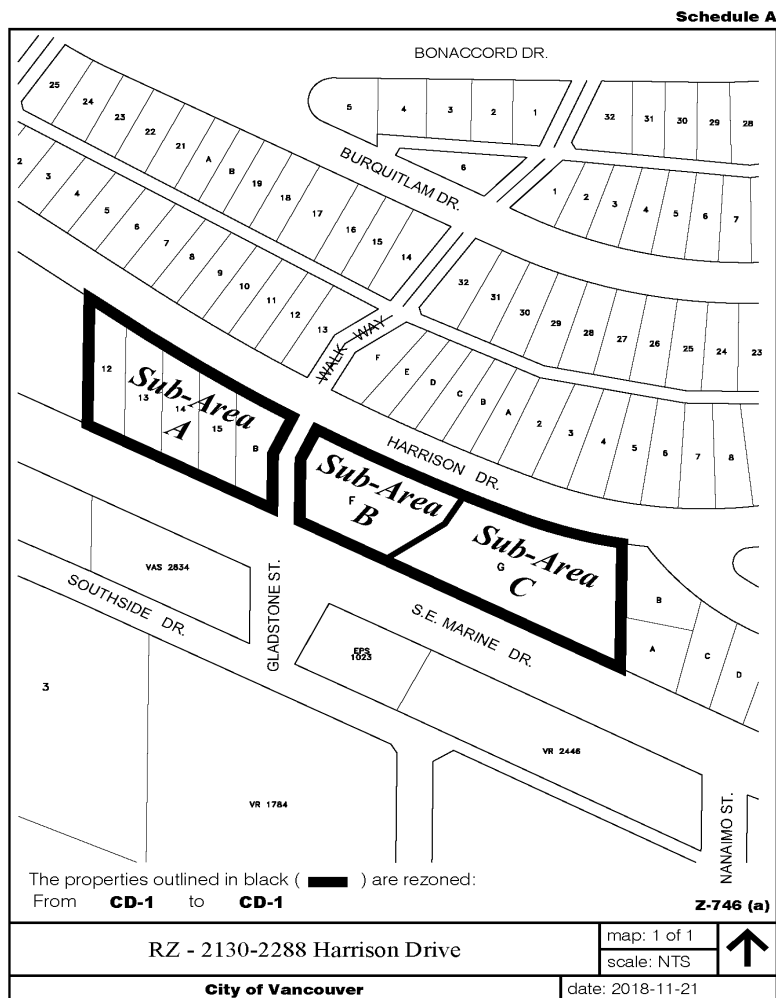 Schedule A
BONACCORD DR.
25 24 23 22 21 A B 19 18 17 16 15 14
5 4 3 2 1
32 31 30 29 28
BURQUITLAM DR.
6
1 2 3 4 5 6 7
2 3 4 5 6 7 8 9 10 11 12 13
32 31 30 29 28 27 26 25 24 23
WALK WAY
F E D C B A 2 3 4 5 6 7 8
HARRISON DR.
12 13 14 15 B
Sub-Area
A
Sub-Area
F
B
Sub-Area
G
C
B
A C D
VAS 2834
SOUTHSIDE DR.
GLADSTONE ST.
S.E. MARINE DR.
EPS
1023
3
VR 2446
VR 1784
NANAIMO ST.
The properties outlined in black ( ) are rezoned:
From CD-1 to CD-1
Z-746 (a)
RZ - 2130-2288 Harrison Drive
map: 1 of 1
scale: NTS
City of Vancouver
date: 2018-11-21